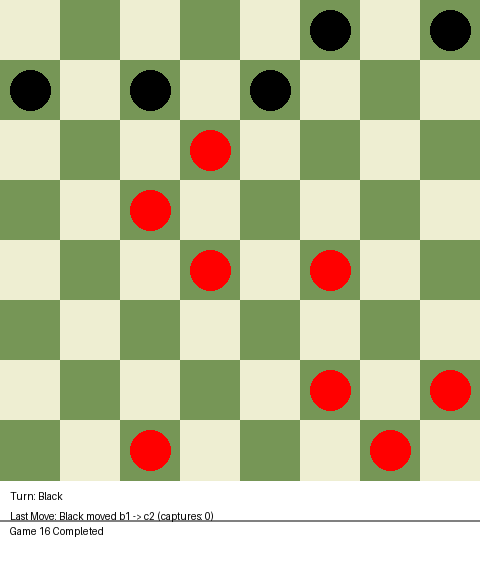 Turn: Black
Last Move: Black moved b1 -> c2 (captures: 0)
Game 16 Completed